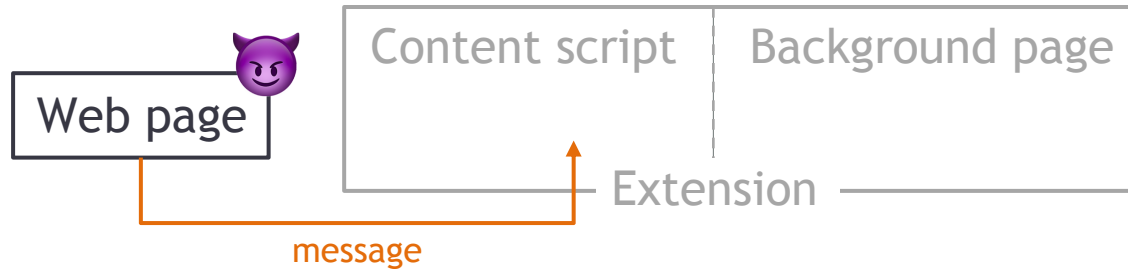 Content script
Background page
Web page
Extension
message